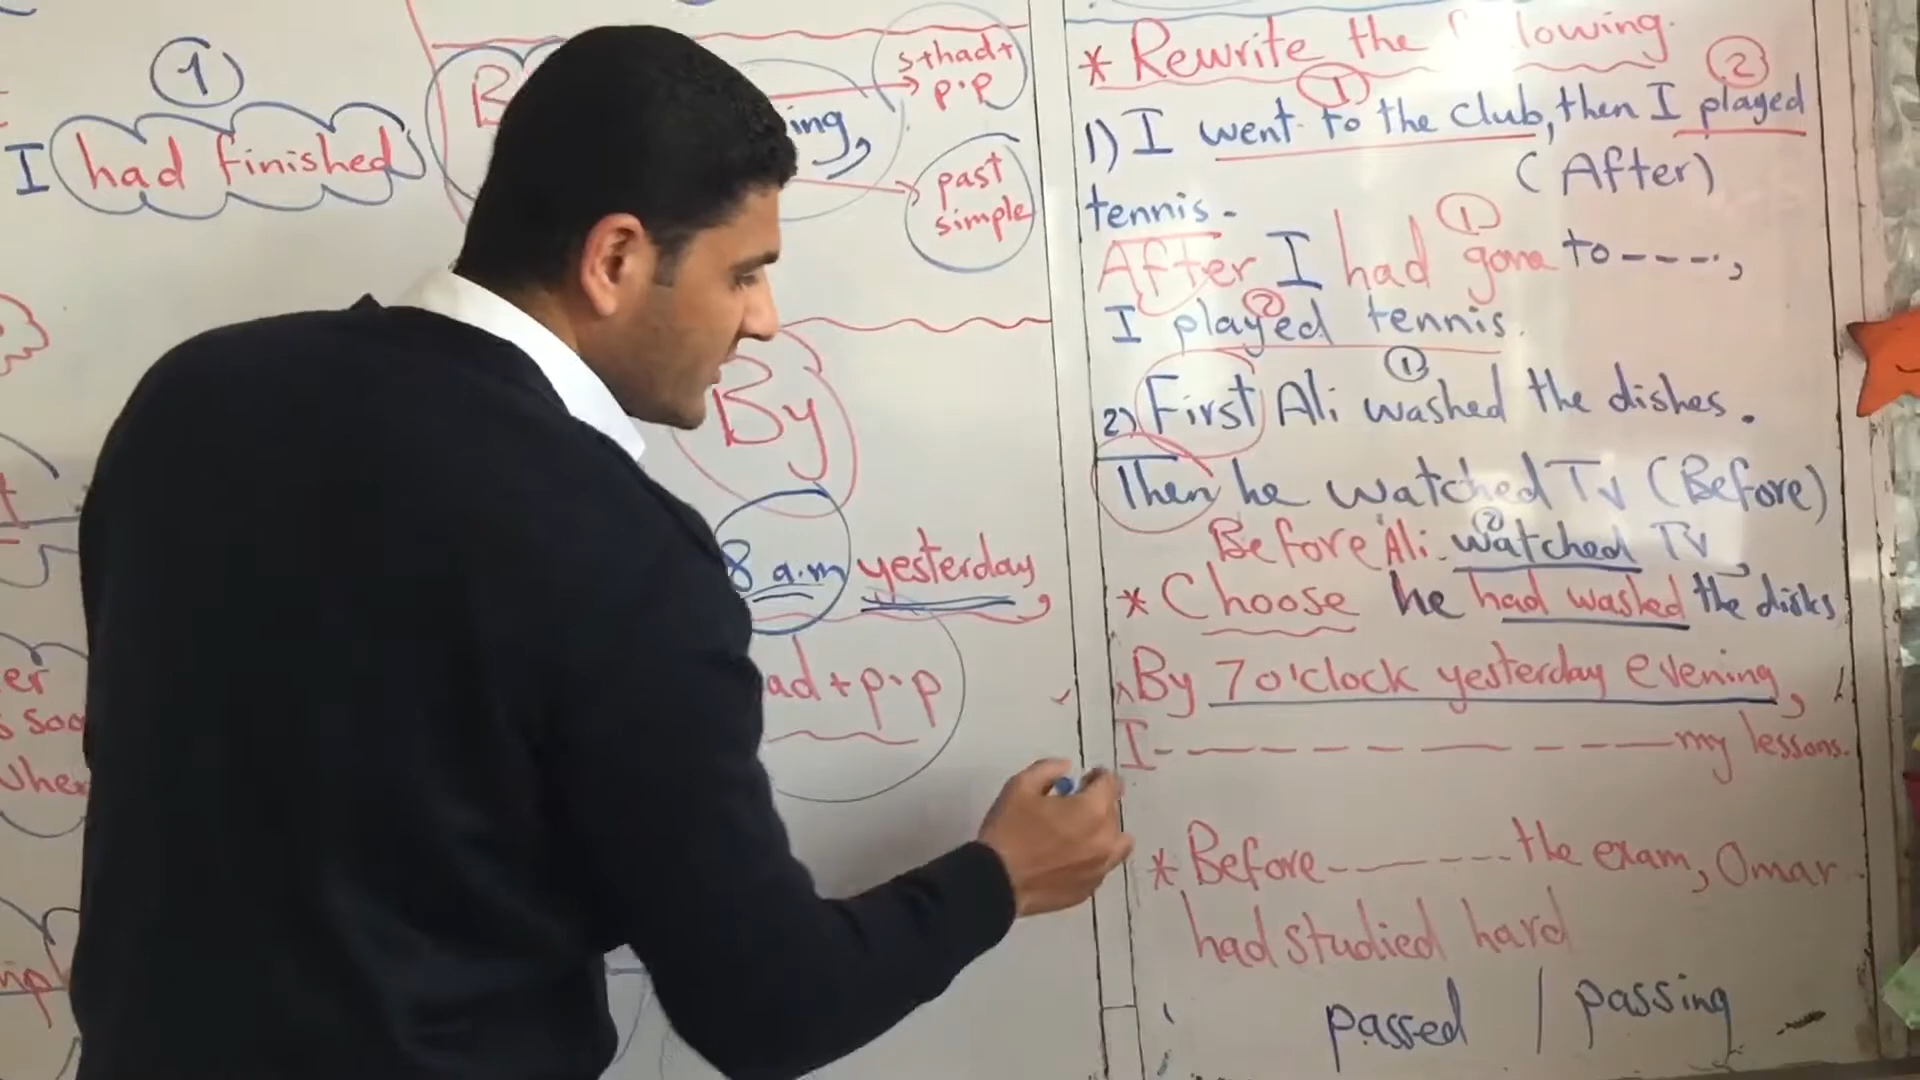 1
I had finished
s+had+
p.p
ing,
past
simple
By
8 a.m yesterday,
ad+p.p
* Rewrite the lowing.
1 2
1) I went to the club, then I played
(After)
tennis.
1
After I had gone to ----,
2
I played tennis.
1
2) First Ali washed the dishes.
Then he watched TV (Before)
2
Before Ali watched TV,
* Choose he had washed the disks
By 7 o'clock yesterday evening,
I ---------- my lessons.
* Before ------- the exam, Omar
had studied hard
passed / passing